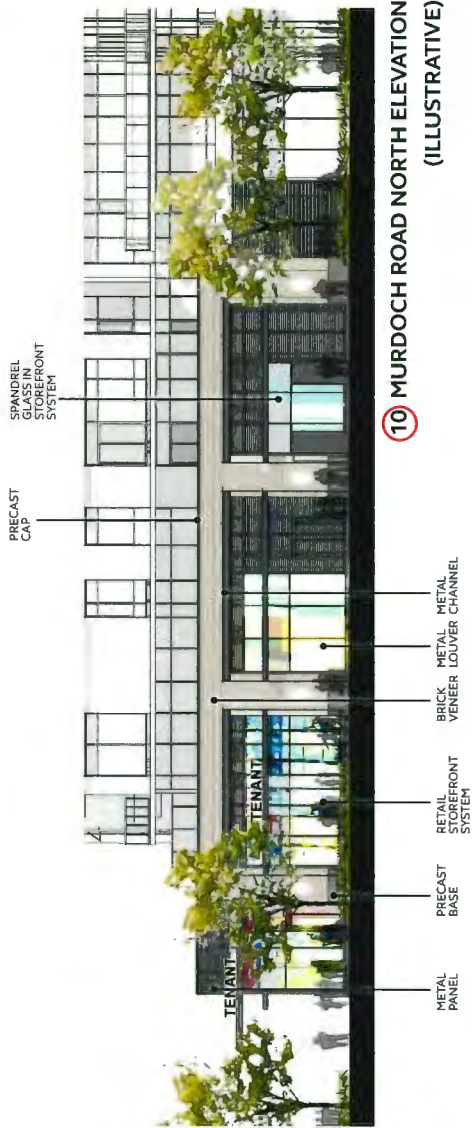 PRECAST
CAP
SPANDREL
GLASS IN
STOREFRONT
SYSTEM
TENANT
TENANT
METAL
PANEL
PRECAST
BASE
RETAIL
STOREFRONT
SYSTEM
BRICK
VENEER
METAL
LOUVER
METAL
CHANNEL
10 MURDOCH ROAD NORTH ELEVATION
(ILLUSTRATIVE)